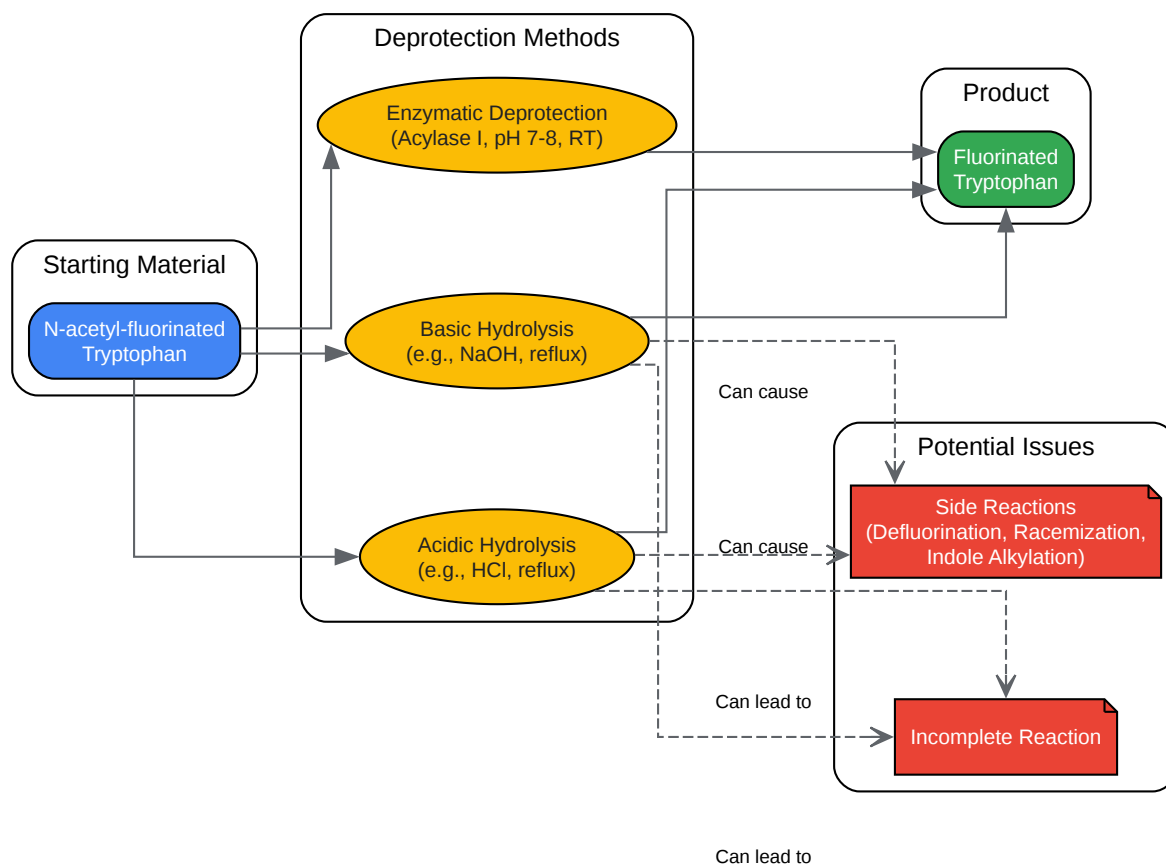 Deprotection Methods
Enzymatic Deprotection
(Acylase I, pH 7-8, RT)
Product
Fluorinated
Tryptophan
Starting Material
N-acetyl-fluorinated
Tryptophan
Basic Hydrolysis
(e.g., NaOH, reflux)
Can cause
Potential Issues
Side Reactions
(Defluorination, Racemization,
Indole Alkylation)
Acidic Hydrolysis
(e.g., HCl, reflux)
Can cause
Can lead to
Incomplete Reaction
Can lead to